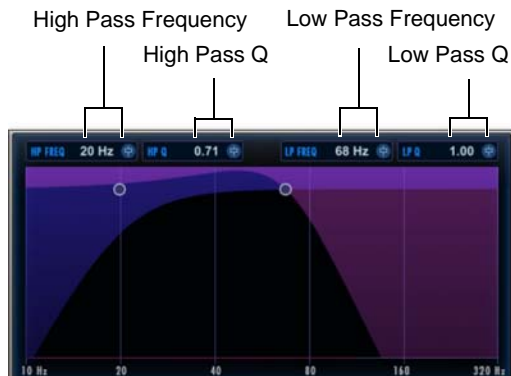 High Pass Frequency Low Pass Frequency
High Pass Q Low Pass Q
HP FREQ 20 Hz HP Q 0.71 LP FREQ 68 Hz LP Q 1.00
10 Hz 20 40 80 160 320 Hz